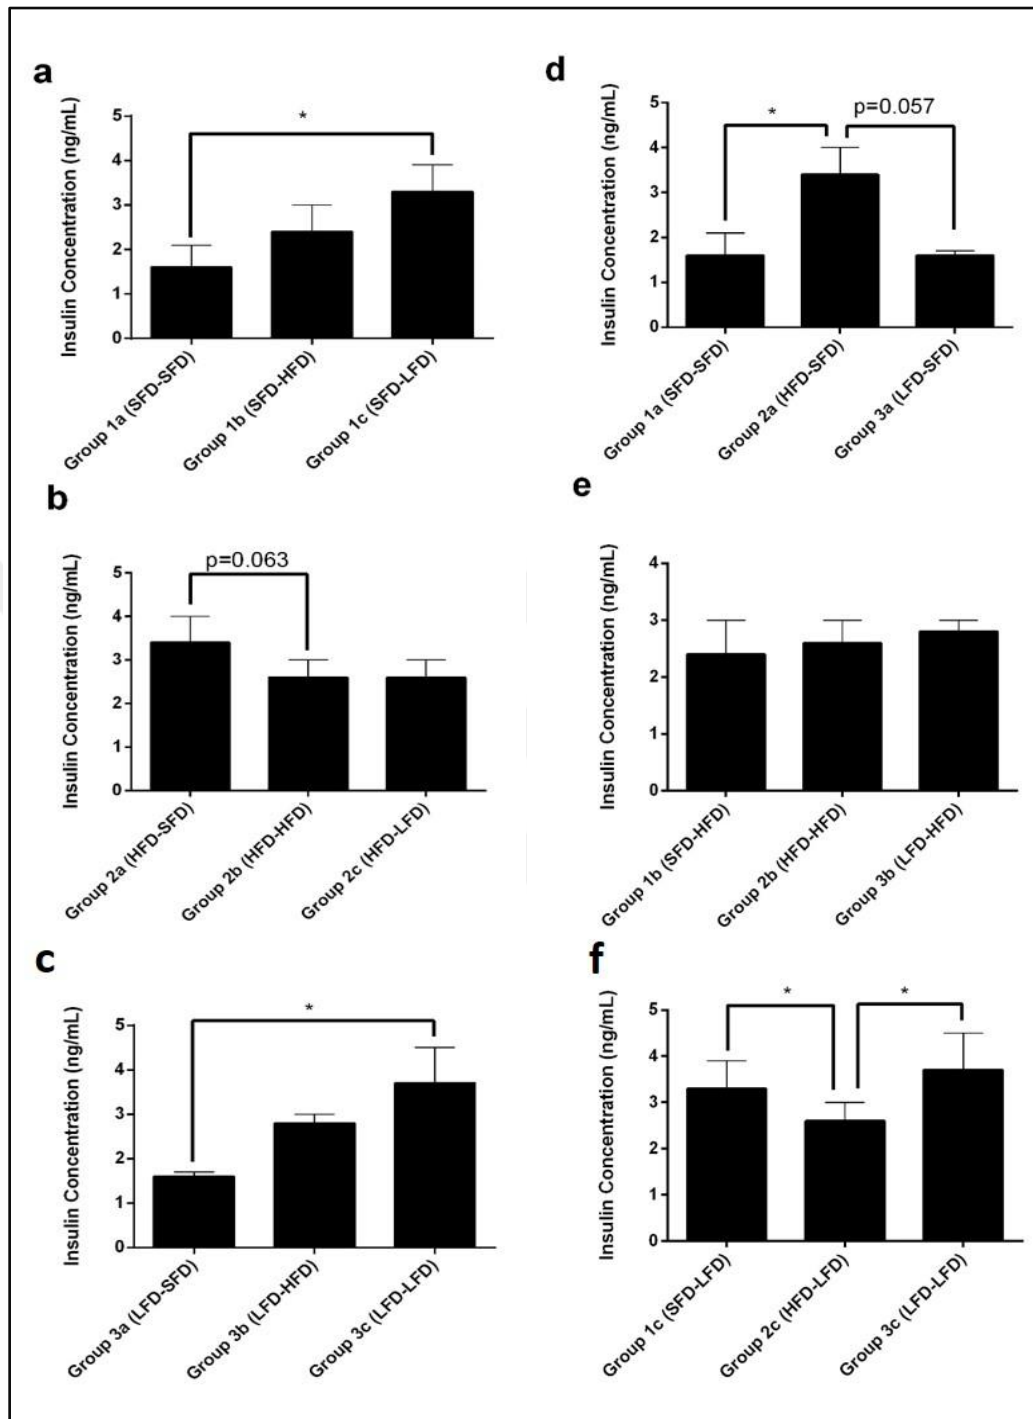 a
Insulin Concentration (ng/mL)
5
4
3
2
1
0
*
Group 1a (SFD-SFD)
Group 1b (SFD-HFD)
Group 1c (SFD-LFD)
d
Insulin Concentration (ng/mL)
5
4
3
2
1
0
*
p=0.057
Group 1a (SFD-SFD)
Group 2a (HFD-SFD)
Group 3a (LFD-SFD)
b
Insulin Concentration (ng/mL)
5
4
3
2
1
0
p=0.063
Group 2a (HFD-SFD)
Group 2b (HFD-HFD)
Group 2c (HFD-LFD)
e
Insulin Concentration (ng/mL)
4
3
2
1
0
Group 1b (SFD-HFD)
Group 2b (HFD-HFD)
Group 3b (LFD-HFD)
c
Insulin Concentration (ng/mL)
5
4
3
2
1
0
*
Group 3a (LFD-SFD)
Group 3b (LFD-HFD)
Group 3c (LFD-LFD)
f
Insulin Concentration (ng/mL)
5
4
3
2
1
0
*
*
Group 1c (SFD-LFD)
Group 2c (HFD-LFD)
Group 3c (LFD-LFD)